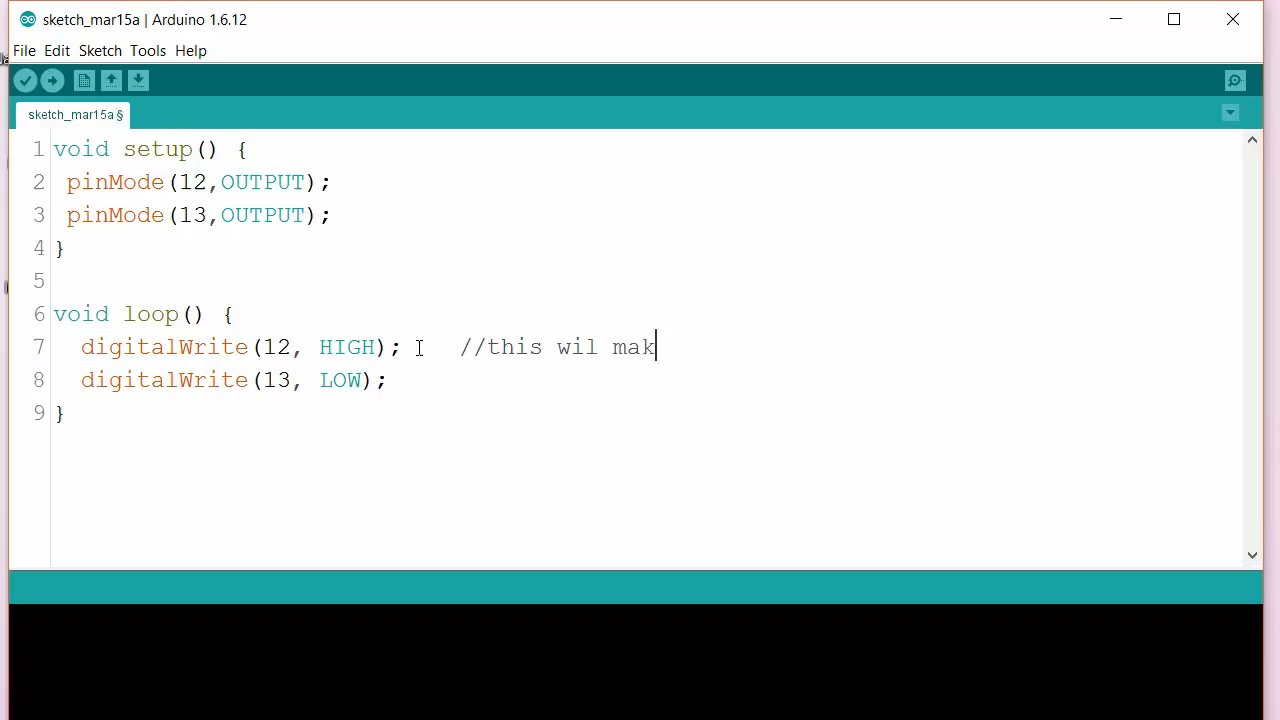 sketch_mar15a | Arduino 1.6.12
File Edit Sketch Tools Help
sketch_mar15a §
1 void setup() {
2  pinMode(12,OUTPUT);
3  pinMode(13,OUTPUT);
4 }
5
6 void loop() {
7   digitalWrite(12, HIGH);    //this wil mak
8   digitalWrite(13, LOW);
9 }